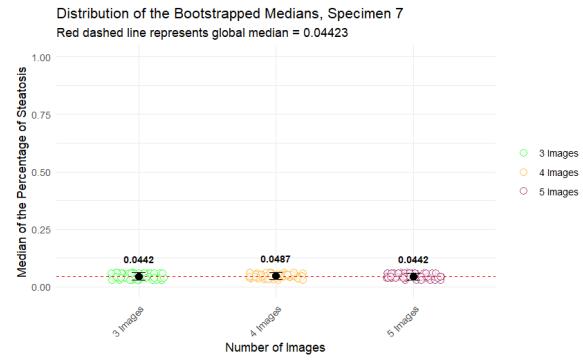 Distribution of the Bootstrapped Medians, Specimen 7
Red dashed line represents global median = 0.04423
Median of the Percentage of Steatosis
1.00
0.75
0.50
0.25
0.00
0.0442
0.0487
0.0442
3 Images
4 Images
5 Images
Number of Images
3 Images
4 Images
5 Images